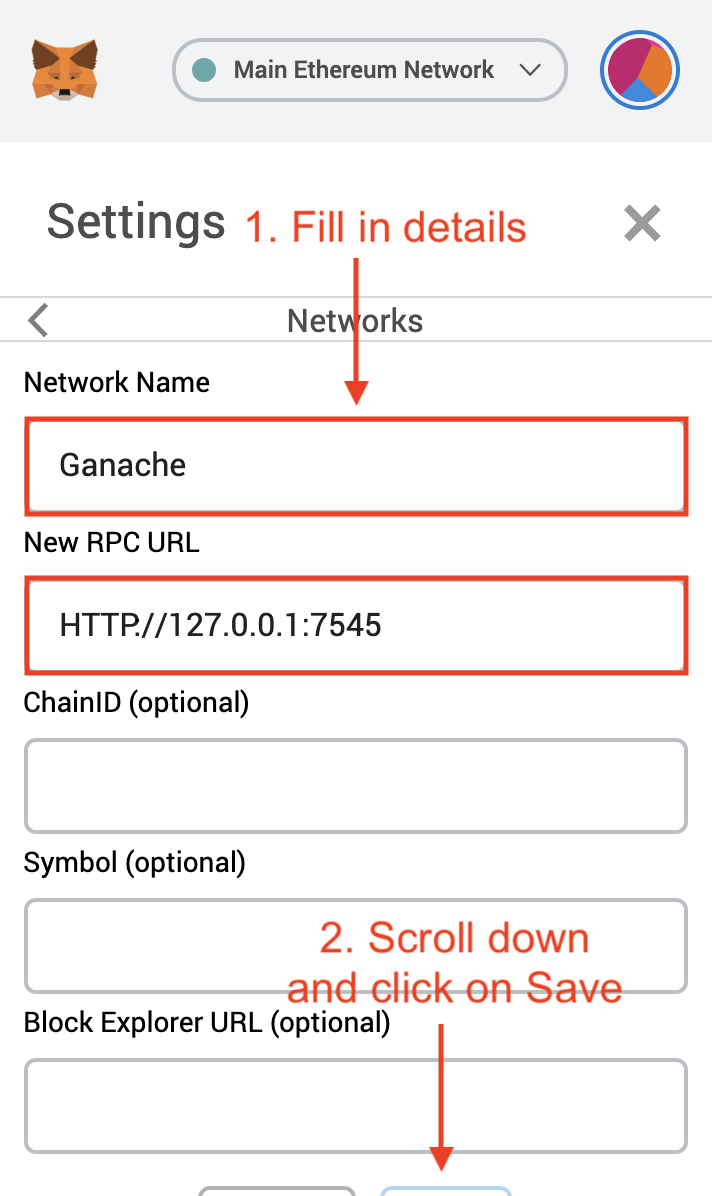 Main Ethereum Network
Settings 1. Fill in details
Networks
Network Name
Ganache
New RPC URL
HTTP://127.0.0.1:7545
ChainID (optional)
Symbol (optional)
2. Scroll down
and click on Save
Block Explorer URL (optional)